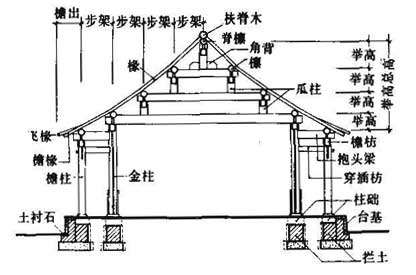 檐出
步架
步架
步架
步架
扶脊木
脊檩
角背
檩
椽
瓜柱
举高
举高
举高
举高
举高总高
飞椽
檐椽
檐柱
金柱
檐枋
抱头梁
穿插枋
土衬石
柱础
台基
拦土